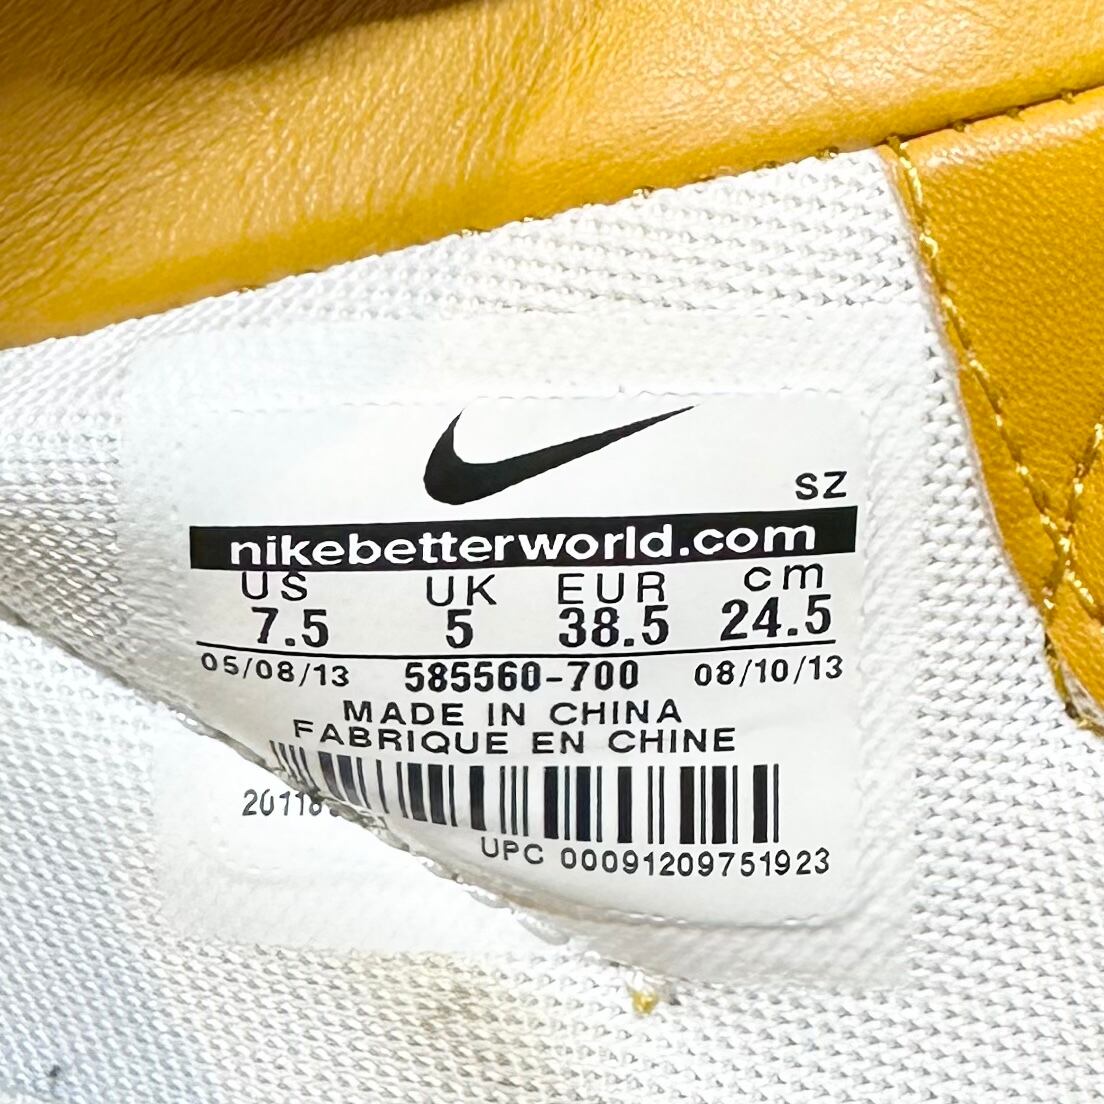 SZ
nikebetterworld.com
US UK EUR cm
7.5 5 38.5 24.5
05/08/13 585560-700 08/10/13
MADE IN CHINA
FABRIQUE EN CHINE
UPC 00091209751923